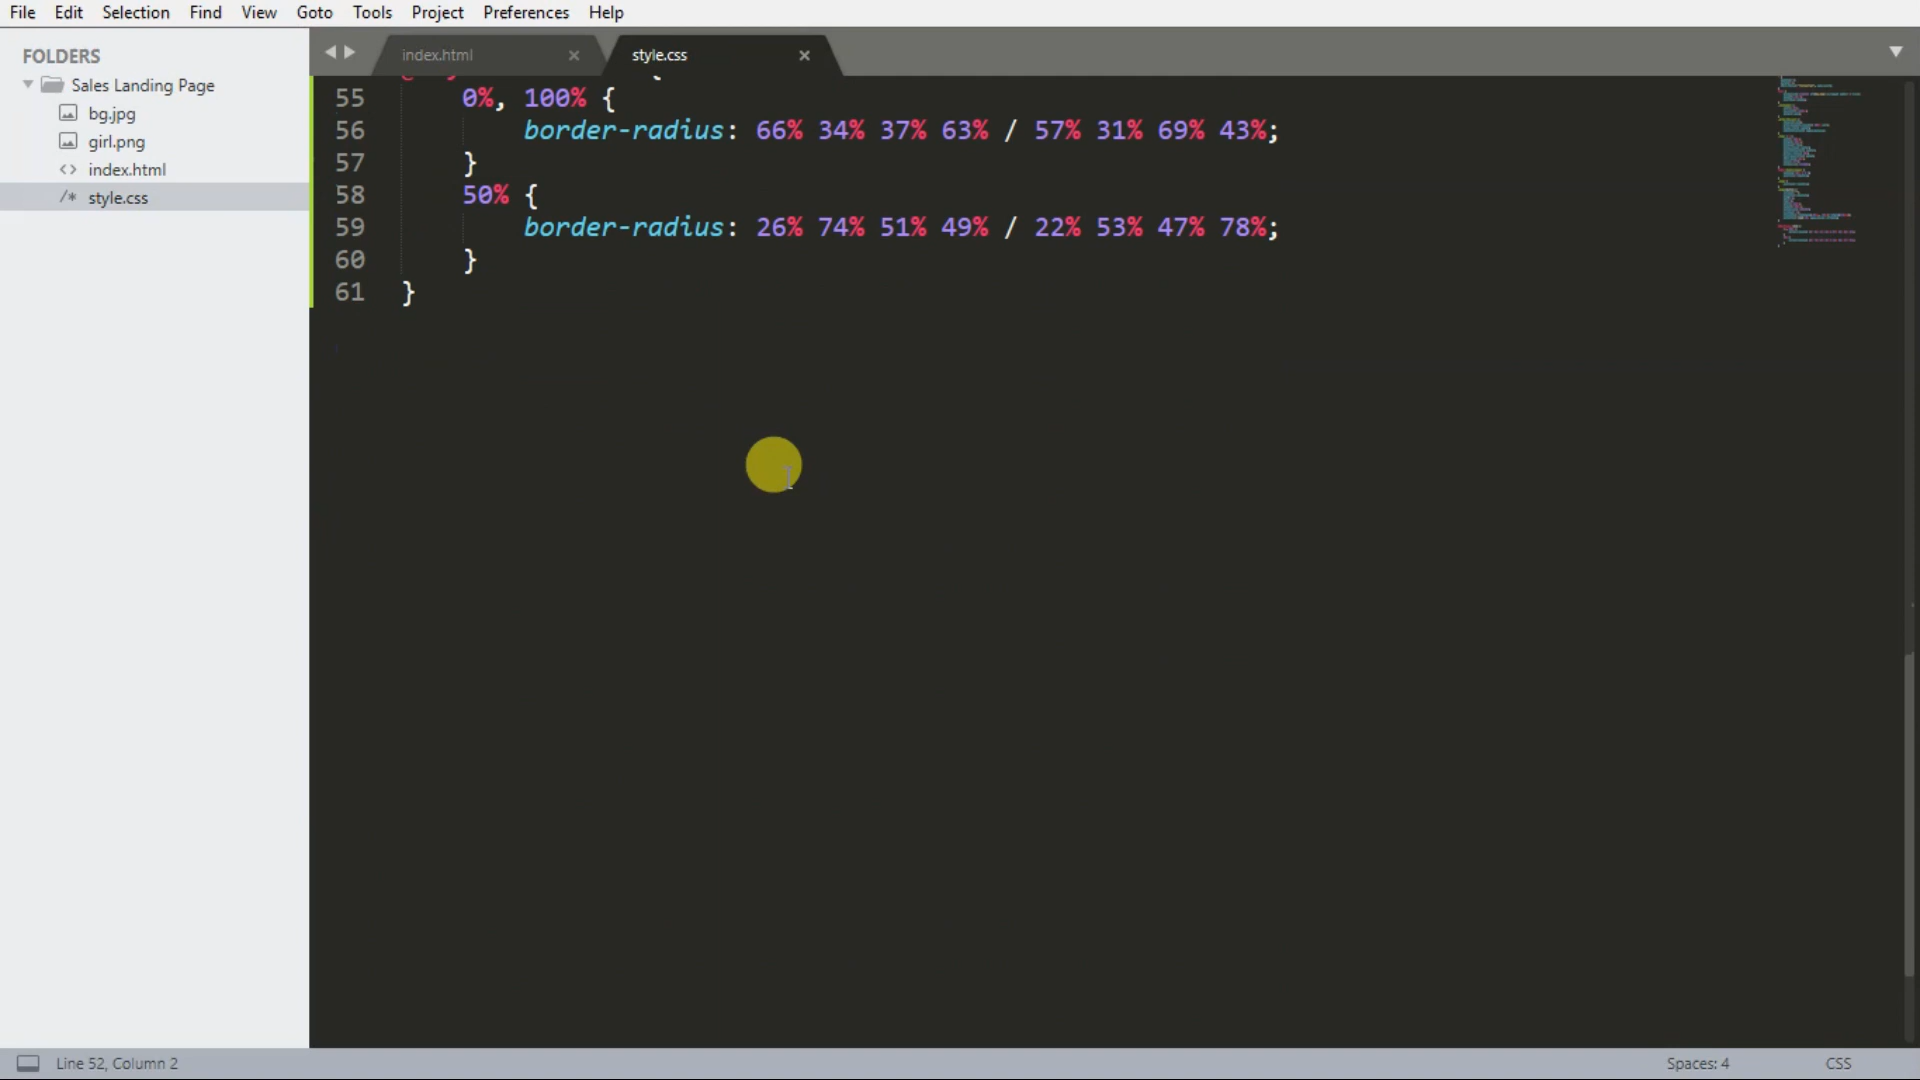 File Edit Selection Find View Goto Tools Project Preferences Help
FOLDERS
Sales Landing Page
bg.jpg
girl.png
<> index.html
/* style.css
index.html × style.css ×
55 0%, 100% {
56 border-radius: 66% 34% 37% 63% / 57% 31% 69% 43%;
57 }
58 50% {
59 border-radius: 26% 74% 51% 49% / 22% 53% 47% 78%;
60 }
61 }
Line 52, Column 2 Spaces: 4 CSS